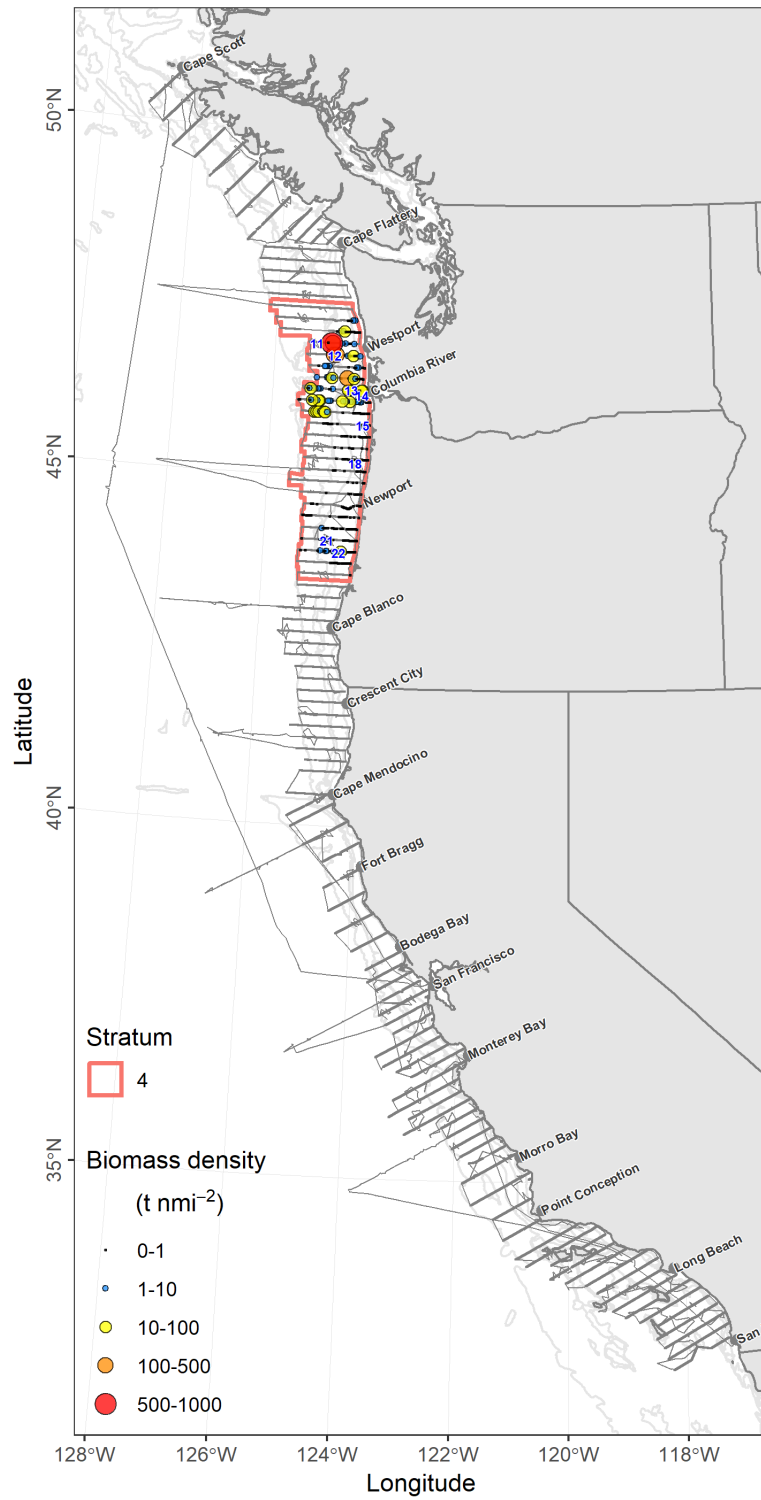 Cape Scott
50°N
Cape Flattery
Westport
11
12
Columbia River
13
14
15
45°N
18
Newport
21
22
Cape Blanco
Crescent City
Latitude
Cape Mendocino
40°N
Fort Bragg
Bodega Bay
San Francisco
Stratum
Monterey Bay
4
Morro Bay
35°N
Biomass density
(t nmi⁻²)
Point Conception
0-1
Long Beach
1-10
10-100
San
100-500
500-1000
128°W 126°W 124°W 122°W 120°W 118°W
Longitude